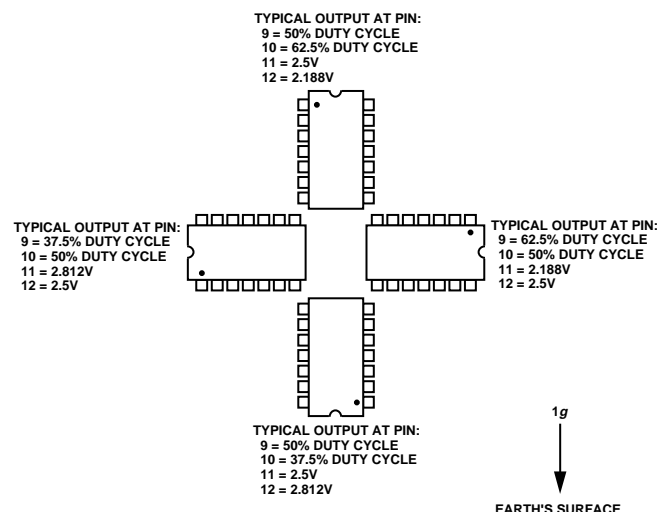 TYPICAL OUTPUT AT PIN:
9 = 50% DUTY CYCLE
10 = 62.5% DUTY CYCLE
11 = 2.5V
12 = 2.188V
TYPICAL OUTPUT AT PIN:
9 = 37.5% DUTY CYCLE
10 = 50% DUTY CYCLE
11 = 2.812V
12 = 2.5V
TYPICAL OUTPUT AT PIN:
9 = 62.5% DUTY CYCLE
10 = 50% DUTY CYCLE
11 = 2.188V
12 = 2.5V
TYPICAL OUTPUT AT PIN:
9 = 50% DUTY CYCLE
10 = 37.5% DUTY CYCLE
11 = 2.5V
12 = 2.812V
1g
EARTH'S SURFACE